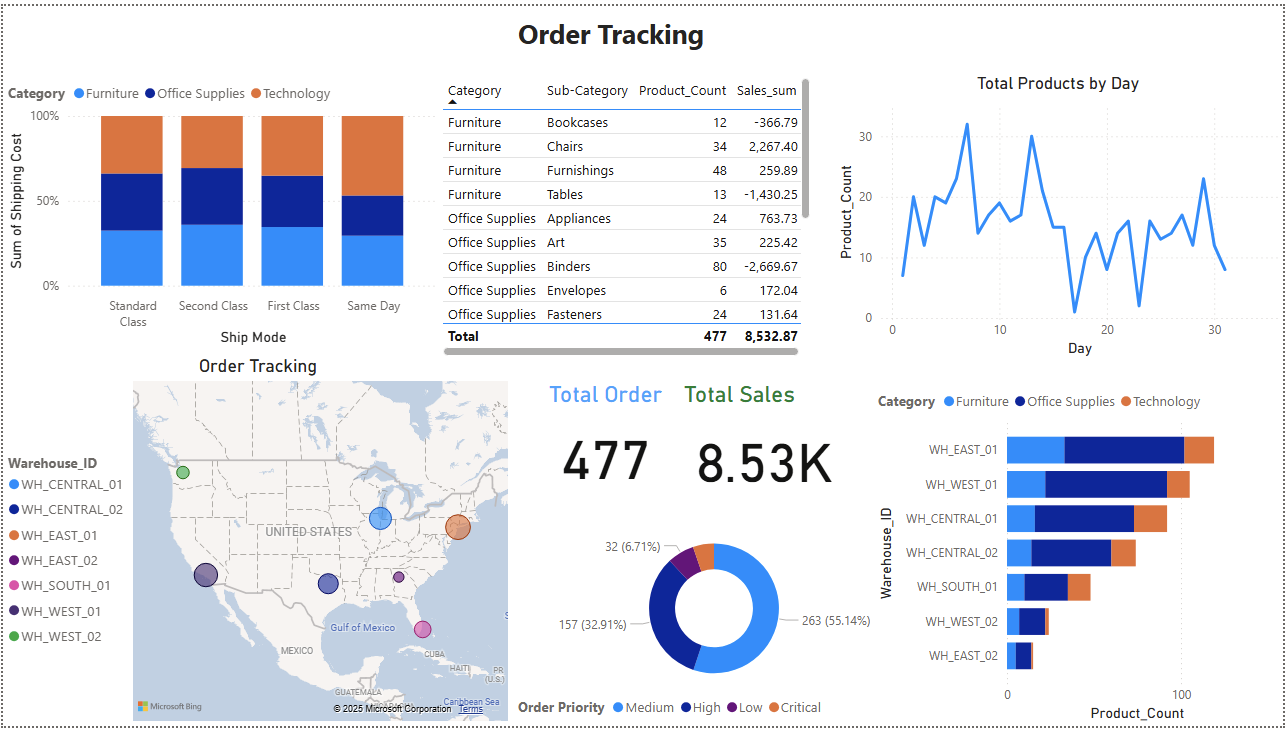 Order Tracking
Category Furniture Office Supplies Technology
Sum of Shipping Cost
100%
50%
0%
Standard Class
Second Class
First Class
Same Day
Ship Mode
Category Sub-Category Product_Count Sales_sum
Furniture Bookcases 12 -366.79
Furniture Chairs 34 2,267.40
Furniture Furnishings 48 259.89
Furniture Tables 13 -1,430.25
Office Supplies Appliances 24 763.73
Office Supplies Art 35 225.42
Office Supplies Binders 80 -2,669.67
Office Supplies Envelopes 6 172.04
Office Supplies Fasteners 24 131.64
Total 477 8,532.87
Total Products by Day
Product_Count
30
20
10
0
0 10 20 30
Day
Order Tracking
Warehouse_ID
WH_CENTRAL_01
WH_CENTRAL_02
WH_EAST_01
WH_EAST_02
WH_SOUTH_01
WH_WEST_01
WH_WEST_02
UNITED STATES
Gulf of Mexico
MEXICO
CUBA
HAITI
PR
(U.S.)
GUATEMALA
Caribbean Sea
Microsoft Bing
© 2025 Microsoft Corporation Terms
Total Order
477
Total Sales
8.53K
32 (6.71%)
157 (32.91%)
263 (55.14%)
Order Priority Medium High Low Critical
Category Furniture Office Supplies Technology
Warehouse_ID
WH_EAST_01
WH_WEST_01
WH_CENTRAL_01
WH_CENTRAL_02
WH_SOUTH_01
WH_WEST_02
WH_EAST_02
0 100
Product_Count